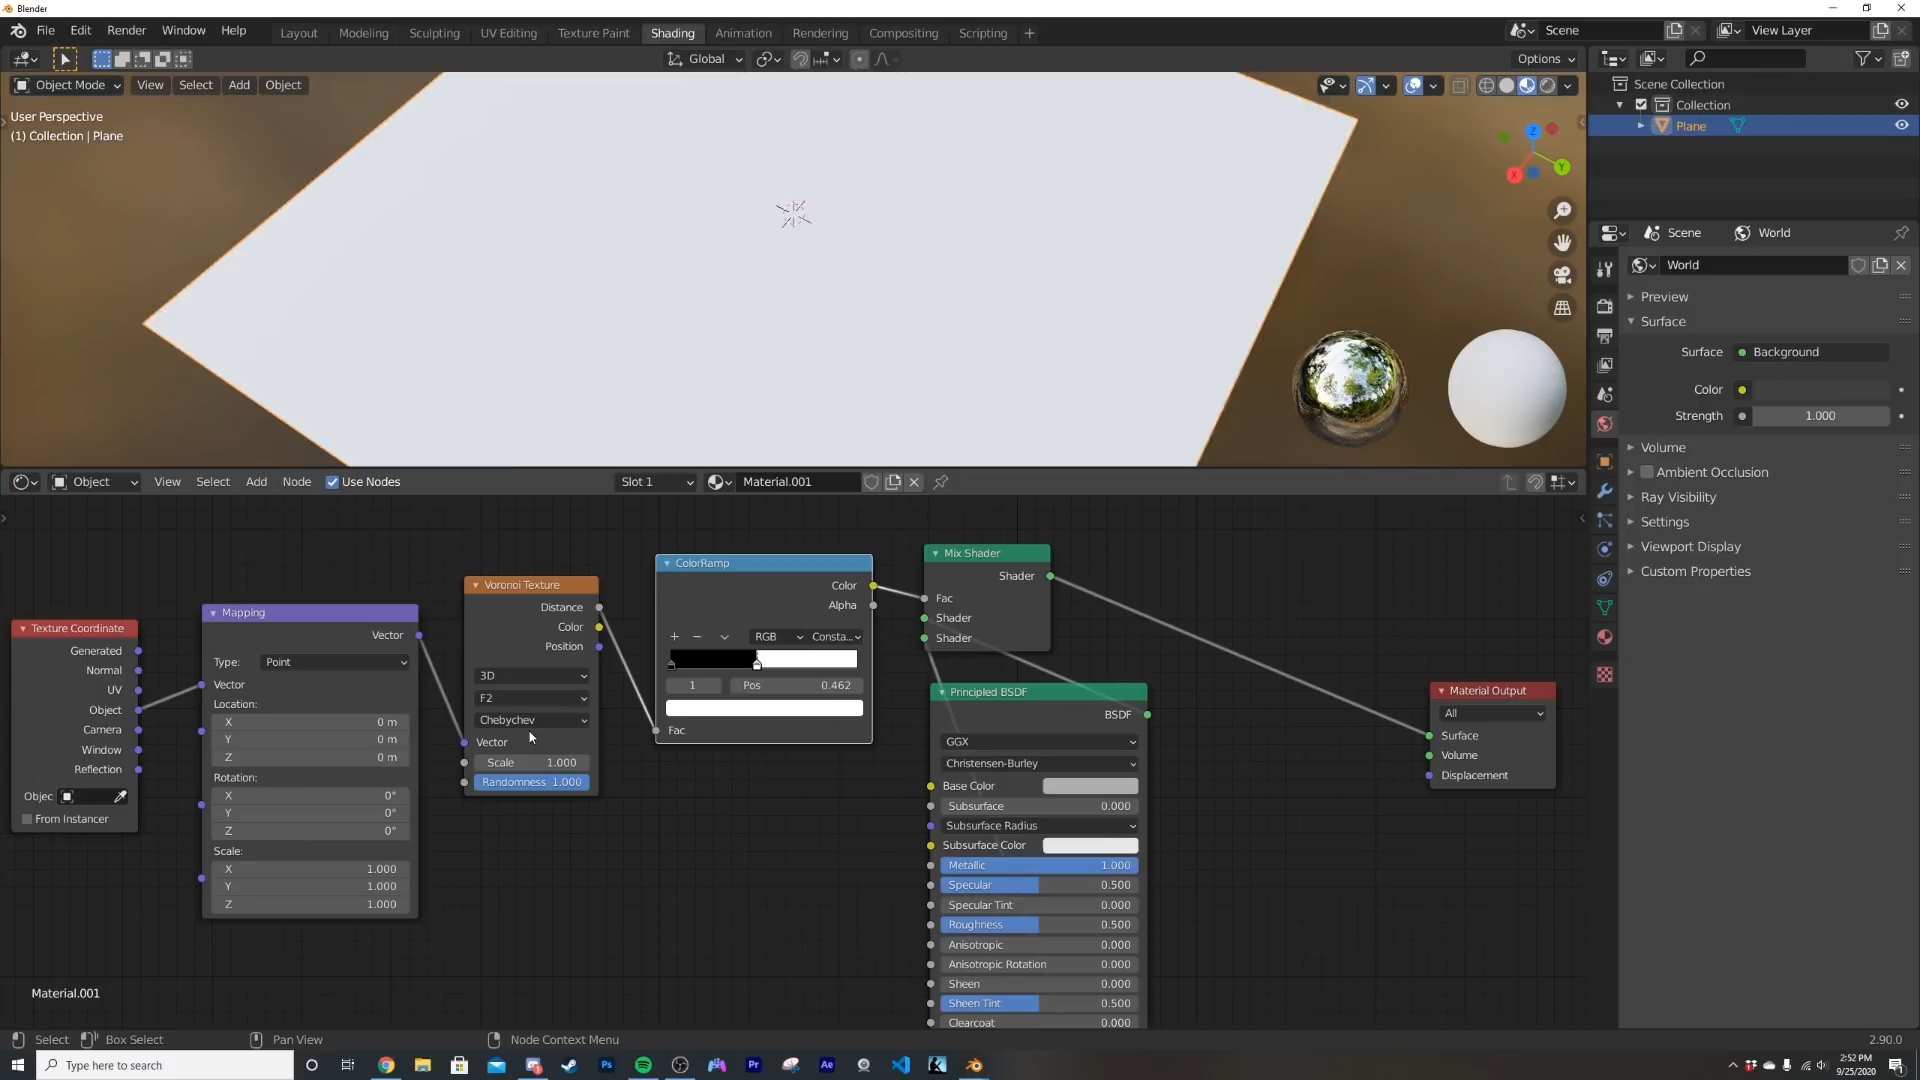 Blender
File Edit Render Window Help
Layout Modeling Sculpting UV Editing Texture Paint Shading Animation Rendering Compositing Scripting +
Scene
View Layer
Global
Options
Object Mode View Select Add Object
User Perspective
(1) Collection | Plane
Z
Y
X
Scene Collection
Collection
Plane
Scene World
World
Preview
Surface
Surface Background
Color
Strength 1.000
Volume
Ambient Occlusion
Ray Visibility
Settings
Viewport Display
Custom Properties
Object View Select Add Node Use Nodes Slot 1 Material.001
Texture Coordinate
Generated
Normal
UV
Object
Camera
Window
Reflection
Objec
From Instancer
Mapping
Vector
Type: Point
Vector
Location:
X 0 m
Y 0 m
Z 0 m
Rotation:
X 0°
Y 0°
Z 0°
Scale:
X 1.000
Y 1.000
Z 1.000
Voronoi Texture
Distance
Color
Position
3D
F2
Chebychev
Vector
Scale 1.000
Randomness 1.000
ColorRamp
Color
Alpha
+ − RGB Consta...
1 Pos 0.462
Fac
Mix Shader
Shader
Fac
Shader
Shader
Principled BSDF
BSDF
GGX
Christensen-Burley
Base Color
Subsurface 0.000
Subsurface Radius
Subsurface Color
Metallic 1.000
Specular 0.500
Specular Tint 0.000
Roughness 0.500
Anisotropic 0.000
Anisotropic Rotation 0.000
Sheen 0.000
Sheen Tint 0.500
Clearcoat 0.000
Material Output
All
Surface
Volume
Displacement
Material.001
Select Box Select Pan View Node Context Menu 2.90.0
Type here to search
Ps
Pr
Ae
2:52 PM
9/25/2020